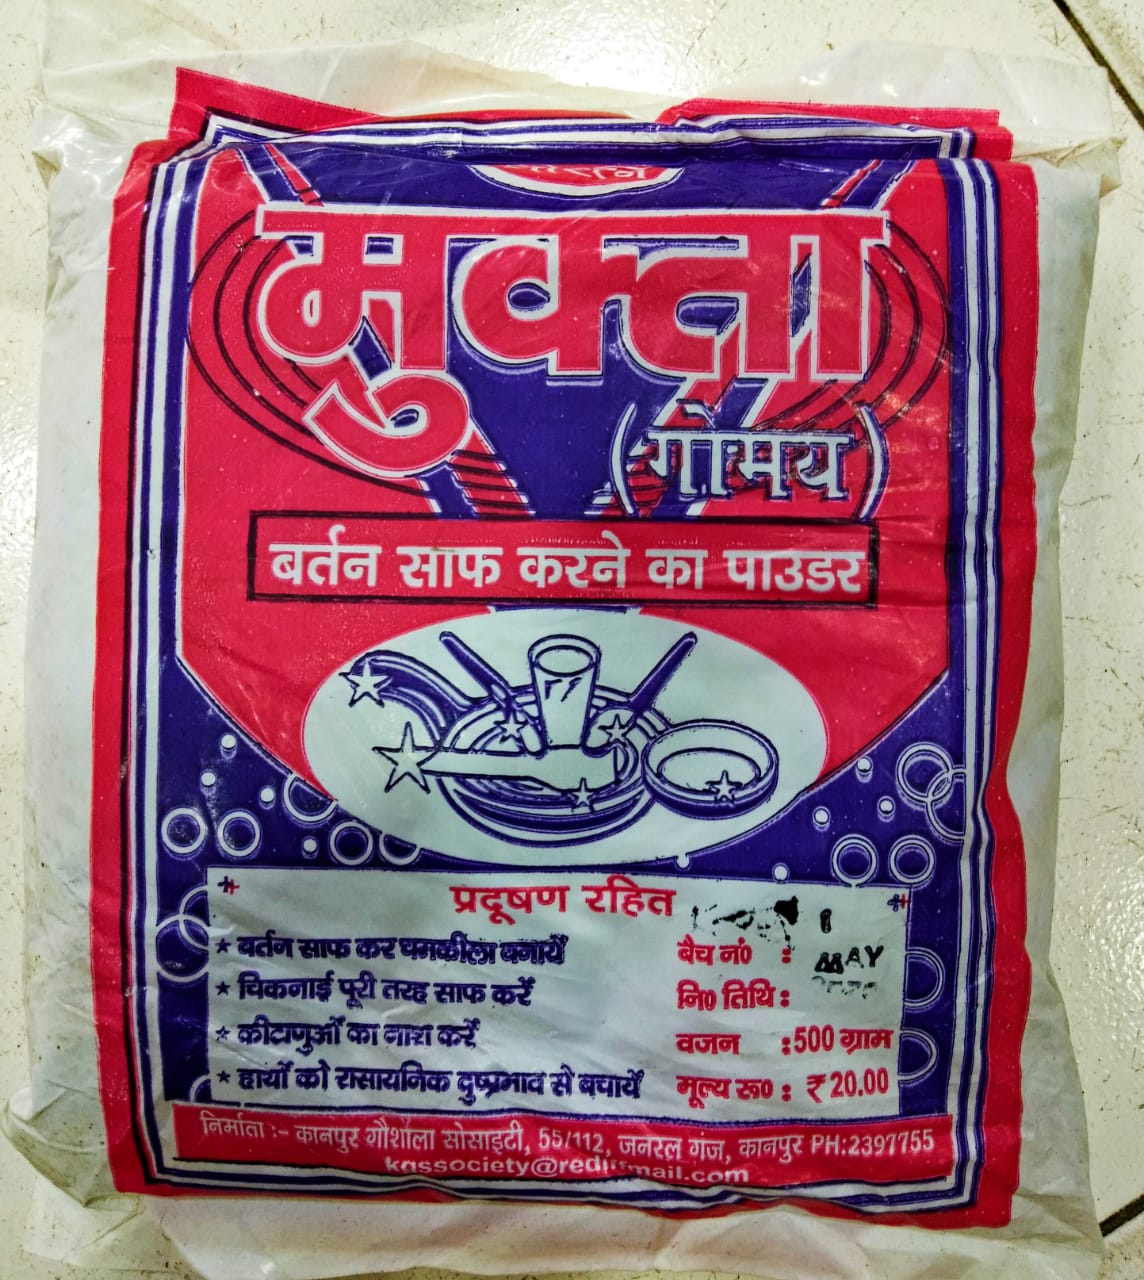 मुक्ता
(गोमय)
बर्तन साफ करने का पाउडर
प्रदूषण रहित
★ बर्तन साफ कर चमकीला बनायें
★ चिकनाई पूरी तरह साफ करें
★ कीटाणुओं का नाश करें
★ हाथों को रासायनिक दुष्प्रभाव से बचायें
1
बैच नं० : MAY
नि० तिथि :
वजन :500 ग्राम
मूल्य रू० : ₹ 20.00
निर्माता :- कानपुर गौशाला सोसाइटी, 55/112, जनरल गंज, कानपुर PH:2397755
kgssociety@rediffmail.com